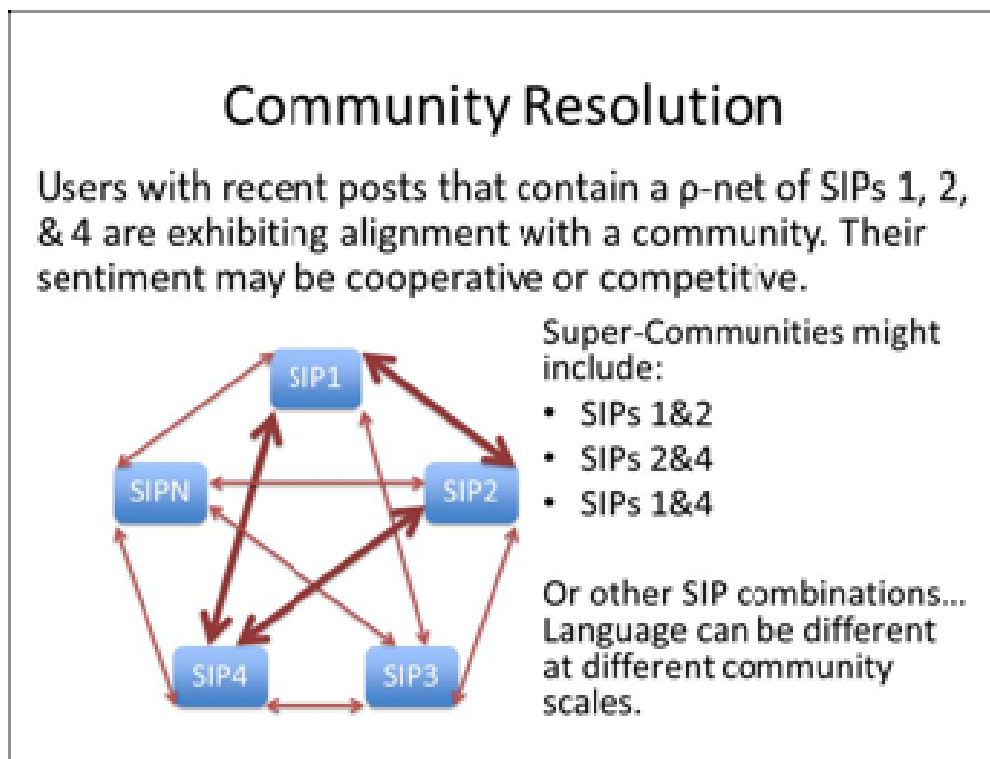 Community Resolution
Users with recent posts that contain a ρ-net of SIPs 1, 2,
& 4 are exhibiting alignment with a community. Their
sentiment may be cooperative or competitive.
Super-Communities might
include:
• SIPs 1&2
• SIPs 2&4
• SIPs 1&4
Or other SIP combinations...
Language can be different
at different community
scales.
SIP1
SIPN
SIP2
SIP4
SIP3